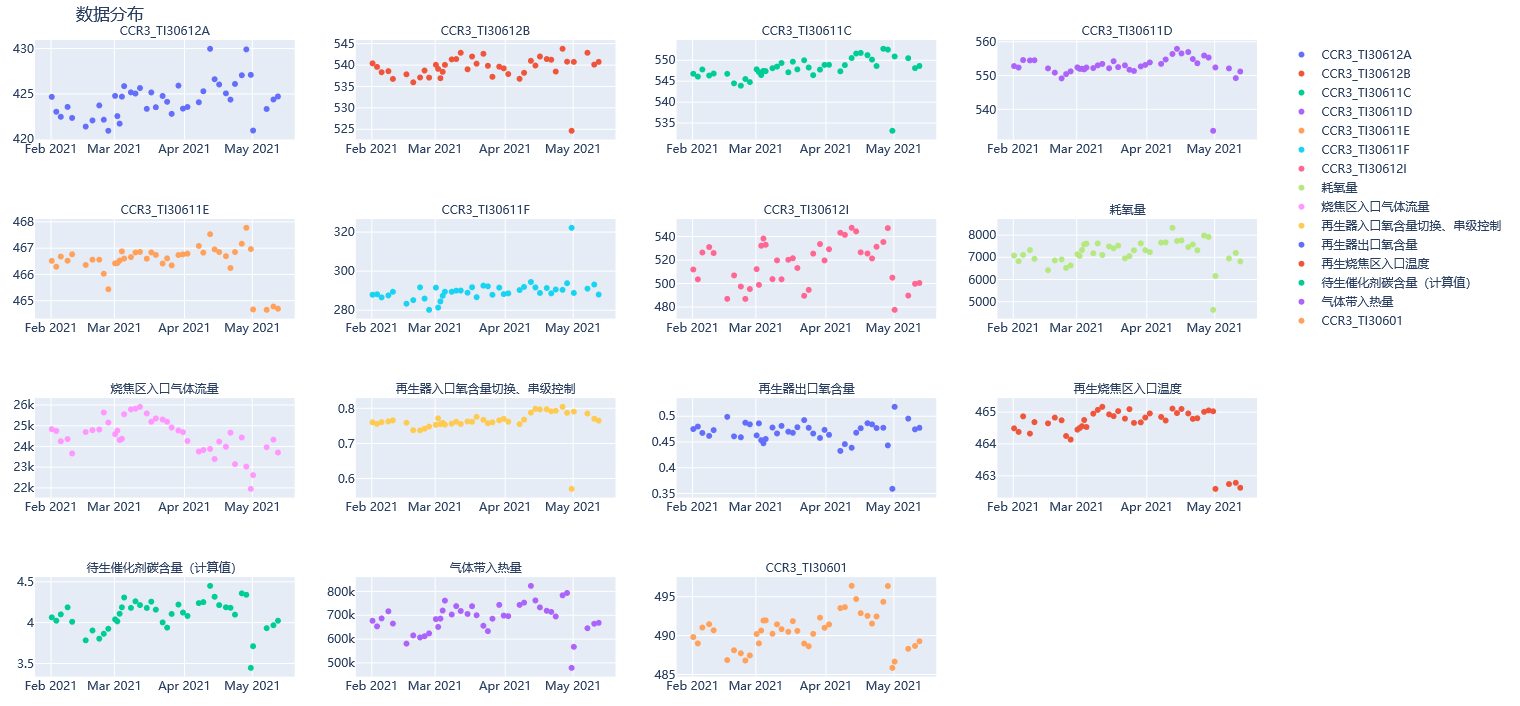 数据分布
CCR3_TI30612A
CCR3_TI30612B
CCR3_TI30611C
CCR3_TI30611D
430
425
420
Feb 2021 Mar 2021 Apr 2021 May 2021
545
540
535
530
525
Feb 2021 Mar 2021 Apr 2021 May 2021
550
545
540
535
Feb 2021 Mar 2021 Apr 2021 May 2021
560
550
540
Feb 2021 Mar 2021 Apr 2021 May 2021
CCR3_TI30611E
CCR3_TI30611F
CCR3_TI30612I
耗氧量
468
467
466
465
Feb 2021 Mar 2021 Apr 2021 May 2021
320
300
280
Feb 2021 Mar 2021 Apr 2021 May 2021
540
520
500
480
Feb 2021 Mar 2021 Apr 2021 May 2021
8000
7000
6000
5000
Feb 2021 Mar 2021 Apr 2021 May 2021
烧焦区入口气体流量
再生器入口氧含量切换、串级控制
再生器出口氧含量
再生烧焦区入口温度
26k
25k
24k
23k
22k
Feb 2021 Mar 2021 Apr 2021 May 2021
0.8
0.7
0.6
Feb 2021 Mar 2021 Apr 2021 May 2021
0.5
0.45
0.4
0.35
Feb 2021 Mar 2021 Apr 2021 May 2021
465
464
463
Feb 2021 Mar 2021 Apr 2021 May 2021
待生催化剂碳含量（计算值）
气体带入热量
CCR3_TI30601
4.5
4
3.5
Feb 2021 Mar 2021 Apr 2021 May 2021
800k
700k
600k
500k
Feb 2021 Mar 2021 Apr 2021 May 2021
495
490
485
Feb 2021 Mar 2021 Apr 2021 May 2021
CCR3_TI30612A
CCR3_TI30612B
CCR3_TI30611C
CCR3_TI30611D
CCR3_TI30611E
CCR3_TI30611F
CCR3_TI30612I
耗氧量
烧焦区入口气体流量
再生器入口氧含量切换、串级控制
再生器出口氧含量
再生烧焦区入口温度
待生催化剂碳含量（计算值）
气体带入热量
CCR3_TI30601